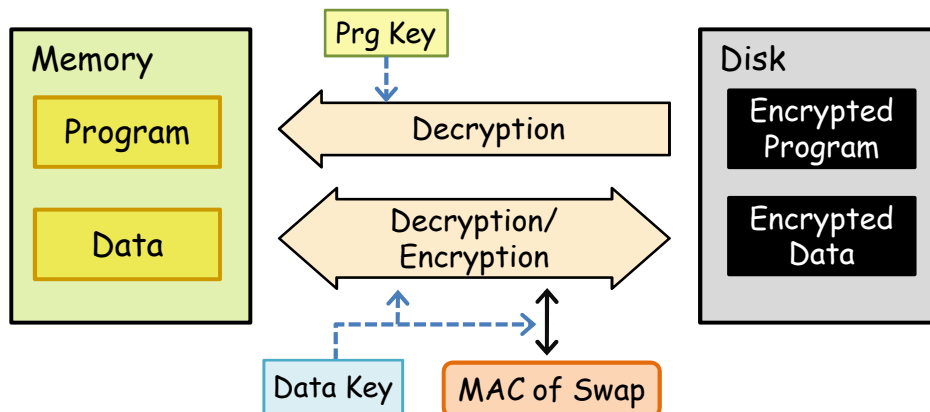 Prg Key
Memory
Disk
Program
Decryption
Encrypted
Program
Data
Decryption/
Encryption
Encrypted
Data
Data Key
MAC of Swap